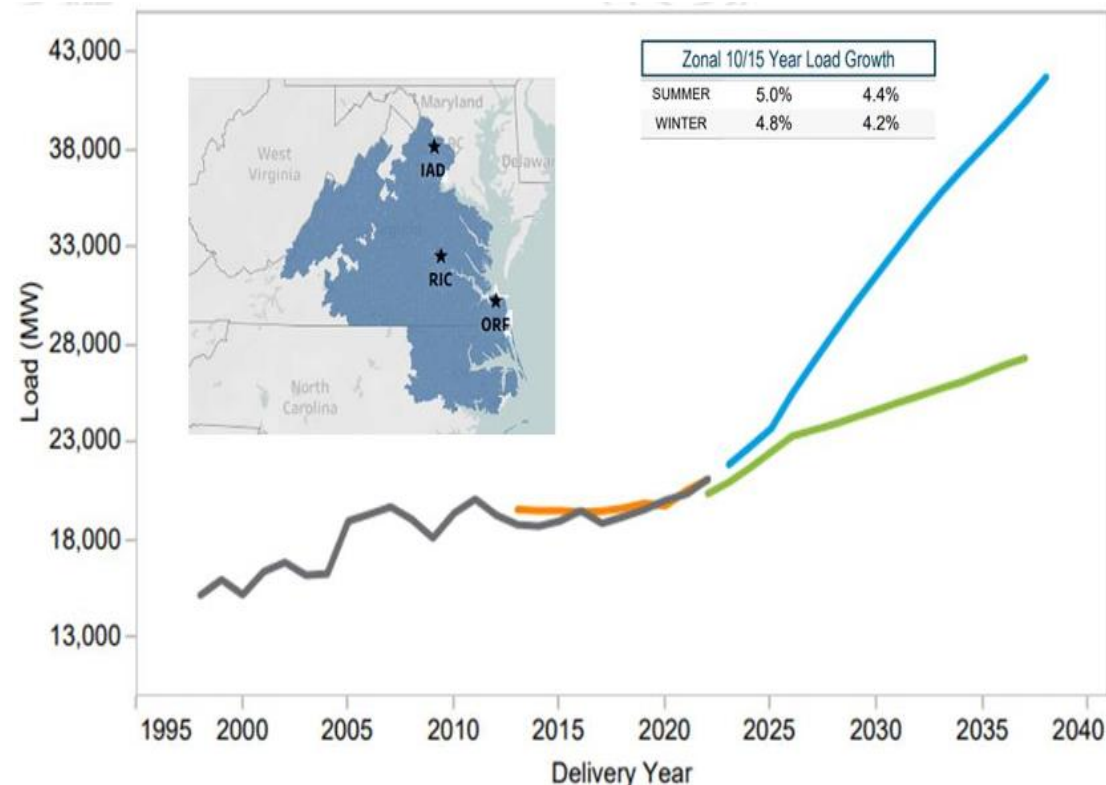 43,000
38,000
33,000
28,000
23,000
18,000
13,000
Load (MW)
Zonal 10/15 Year Load Growth
SUMMER 5.0% 4.4%
WINTER 4.8% 4.2%
Maryland
West
Virginia
IAD
RIC
ORF
North
Carolina
1995 2000 2005 2010 2015 2020 2025 2030 2035 2040
Delivery Year